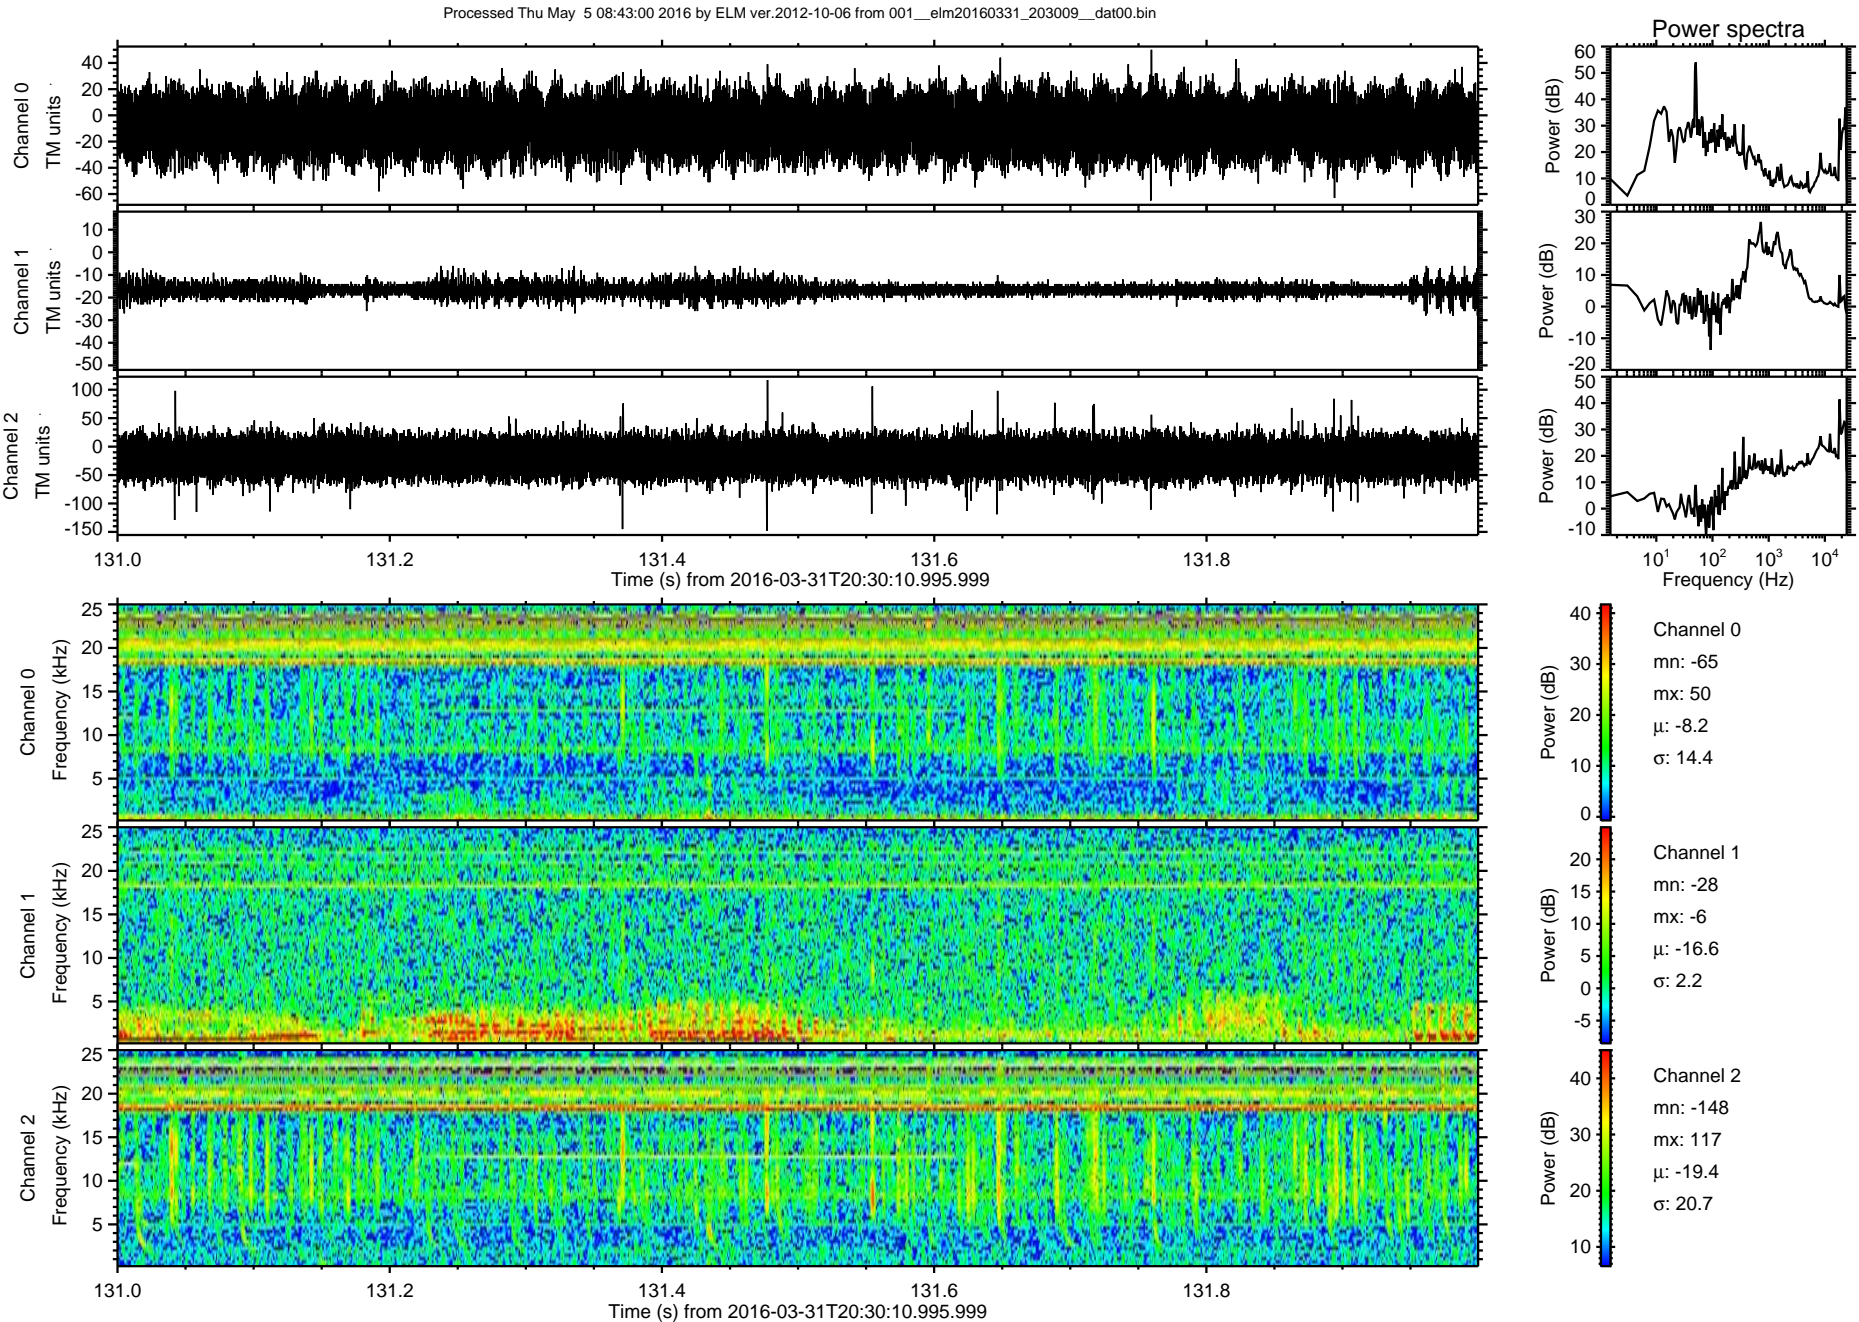 Processed Thu May 5 08:43:00 2016 by ELM ver.2012-10-06 from 001__elm20160331_203009__dat00.bin
Power spectra
Channel 0
TM units
40
20
0
-20
-40
-60
Power (dB)
60
50
40
30
20
10
0
Channel 1
TM units
10
0
-10
-20
-30
-40
-50
Power (dB)
30
20
10
0
-10
-20
Channel 2
TM units
100
50
0
-50
-100
-150
Power (dB)
50
40
30
20
10
0
-10
131.0 131.2 131.4 131.6 131.8
Time (s) from 2016-03-31T20:30:10.995.999
10¹ 10² 10³ 10⁴
Frequency (Hz)
Channel 0
Frequency (kHz)
25
20
15
10
5
Power (dB)
40
30
20
10
0
Channel 0
mn: -65
mx: 50
μ: -8.2
σ: 14.4
Channel 1
Frequency (kHz)
25
20
15
10
5
Power (dB)
20
15
10
5
0
-5
Channel 1
mn: -28
mx: -6
μ: -16.6
σ: 2.2
Channel 2
Frequency (kHz)
25
20
15
10
5
Power (dB)
40
30
20
10
Channel 2
mn: -148
mx: 117
μ: -19.4
σ: 20.7
131.0 131.2 131.4 131.6 131.8
Time (s) from 2016-03-31T20:30:10.995.999